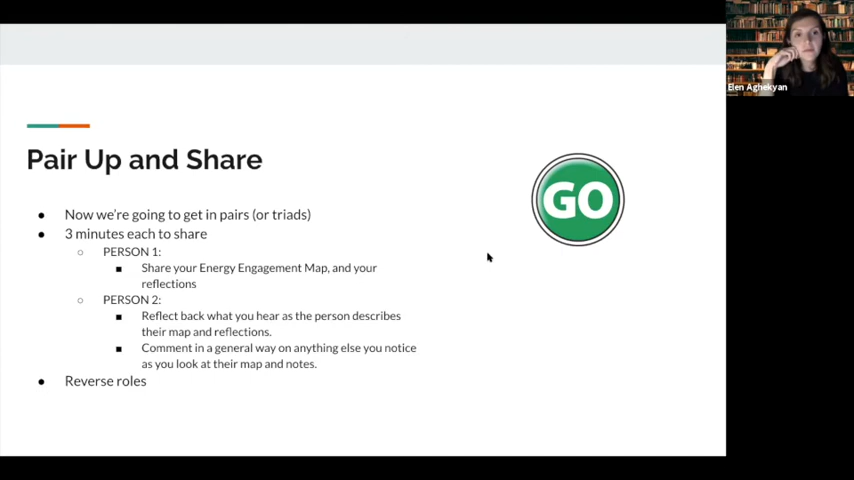 Elen Aghekyan
Pair Up and Share
GO
● Now we're going to get in pairs (or triads)
● 3 minutes each to share
○ PERSON 1:
■ Share your Energy Engagement Map, and your
reflections
○ PERSON 2:
■ Reflect back what you hear as the person describes
their map and reflections.
■ Comment in a general way on anything else you notice
as you look at their map and notes.
● Reverse roles